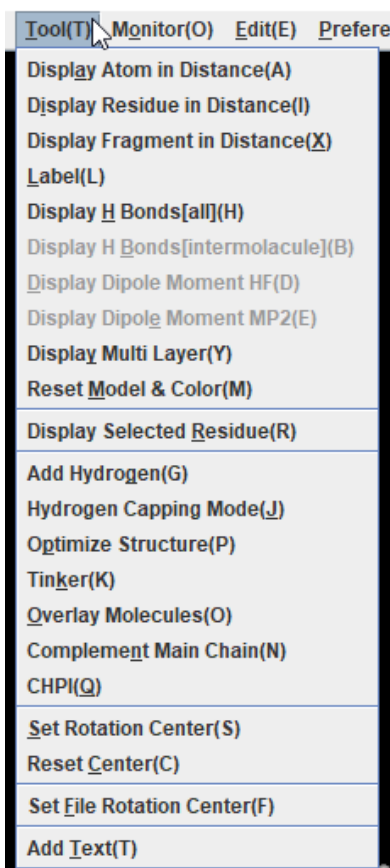 Tool(T) Monitor(O) Edit(E) Prefere
Display Atom in Distance(A)
Display Residue in Distance(I)
Display Fragment in Distance(X)
Label(L)
Display H Bonds[all](H)
Display H Bonds[intermolacule](B)
Display Dipole Moment HF(D)
Display Dipole Moment MP2(E)
Display Multi Layer(Y)
Reset Model & Color(M)
Display Selected Residue(R)
Add Hydrogen(G)
Hydrogen Capping Mode(J)
Optimize Structure(P)
Tinker(K)
Overlay Molecules(O)
Complement Main Chain(N)
CHPI(Q)
Set Rotation Center(S)
Reset Center(C)
Set File Rotation Center(F)
Add Text(T)